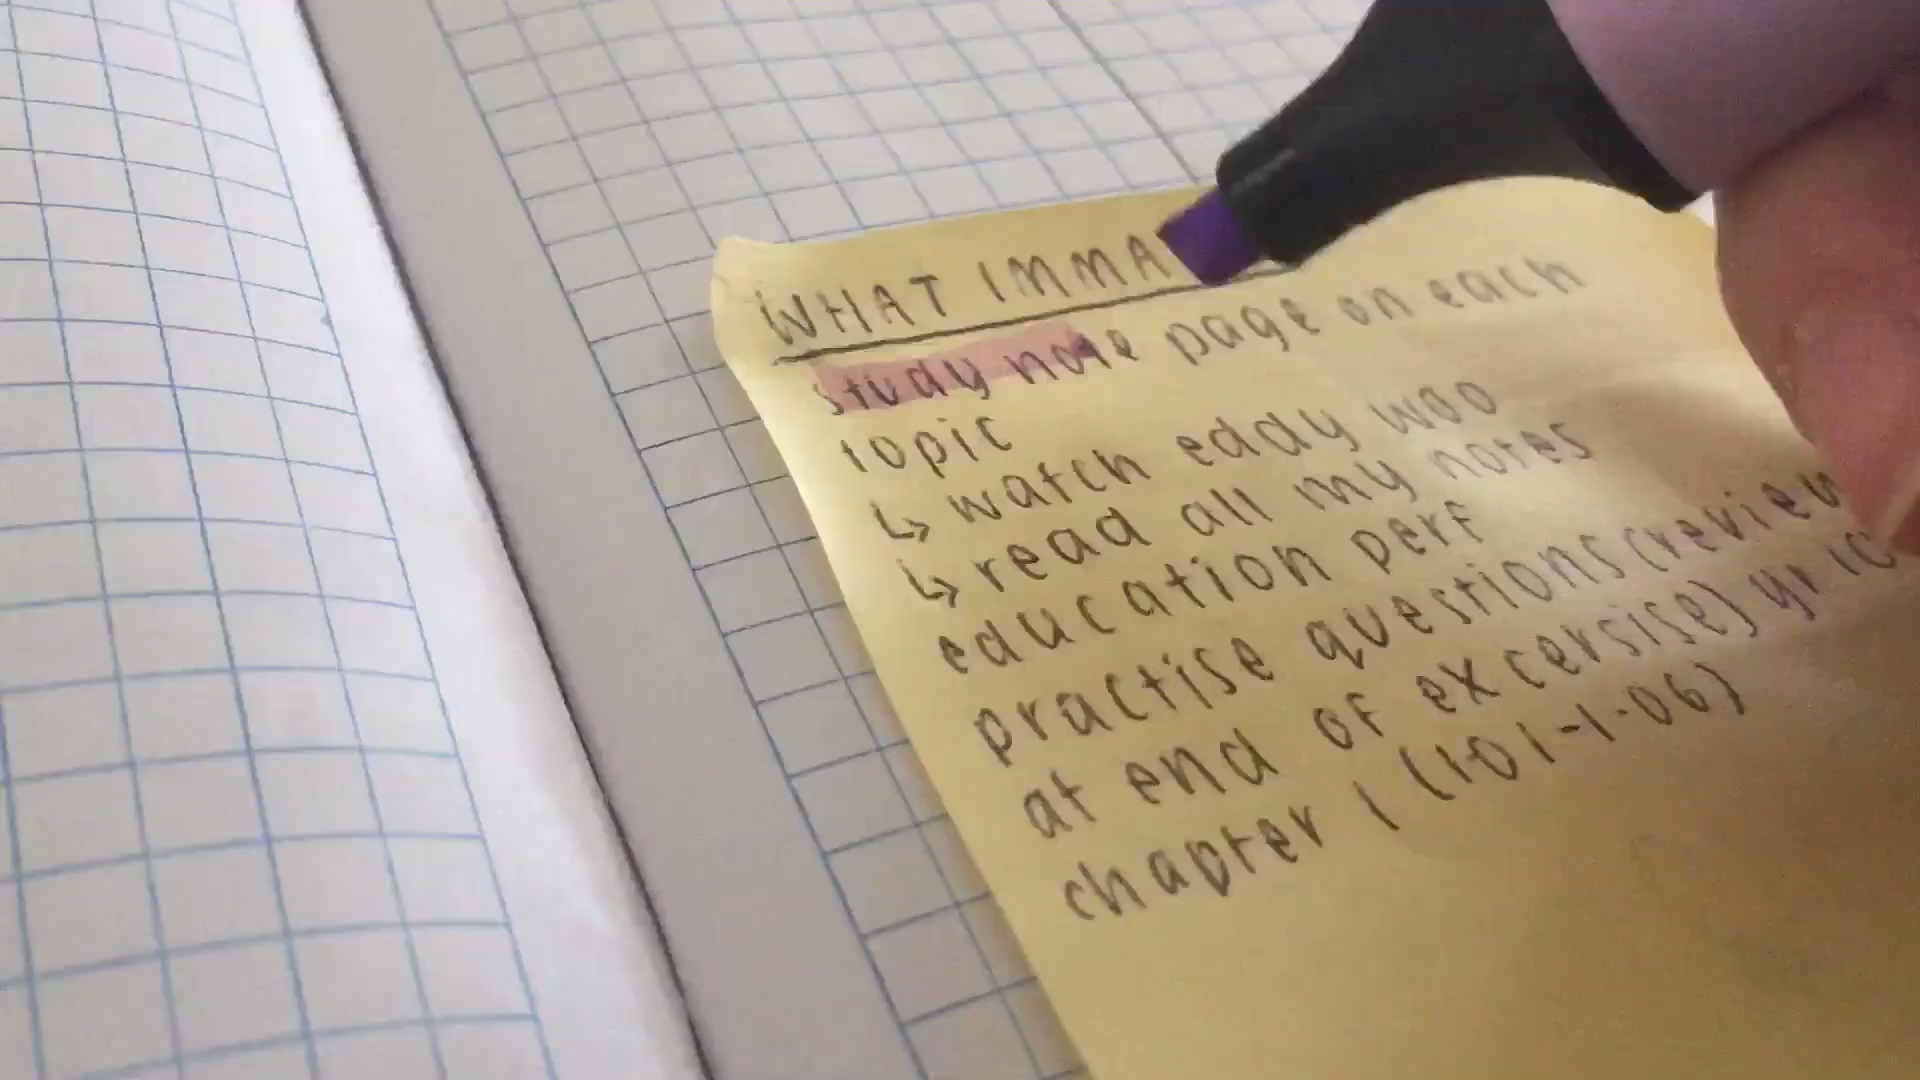 WHAT IMMA
study note page on each
topic
↳ watch eddy woo
↳ read all my notes
education perf
practise questions (review
at end of excersise) yr 10
chapter 1 (1.01-1.06)